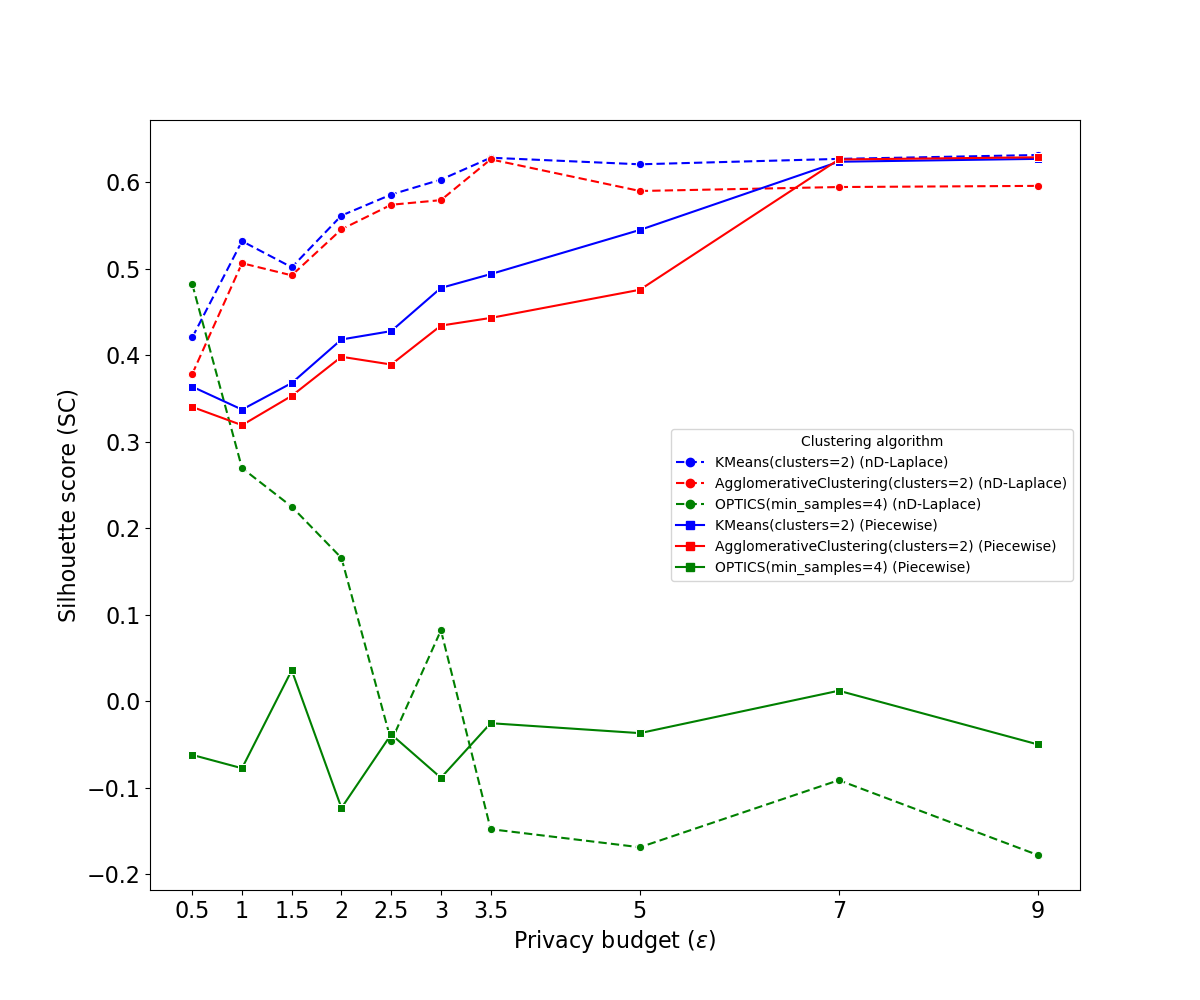 0.6
0.5
0.4
0.3
0.2
0.1
0.0
−0.1
−0.2
Silhouette score (SC)
Clustering algorithm
KMeans(clusters=2) (nD-Laplace)
AgglomerativeClustering(clusters=2) (nD-Laplace)
OPTICS(min_samples=4) (nD-Laplace)
KMeans(clusters=2) (Piecewise)
AgglomerativeClustering(clusters=2) (Piecewise)
OPTICS(min_samples=4) (Piecewise)
0.5 1 1.5 2 2.5 3 3.5 5 7 9
Privacy budget (ε)